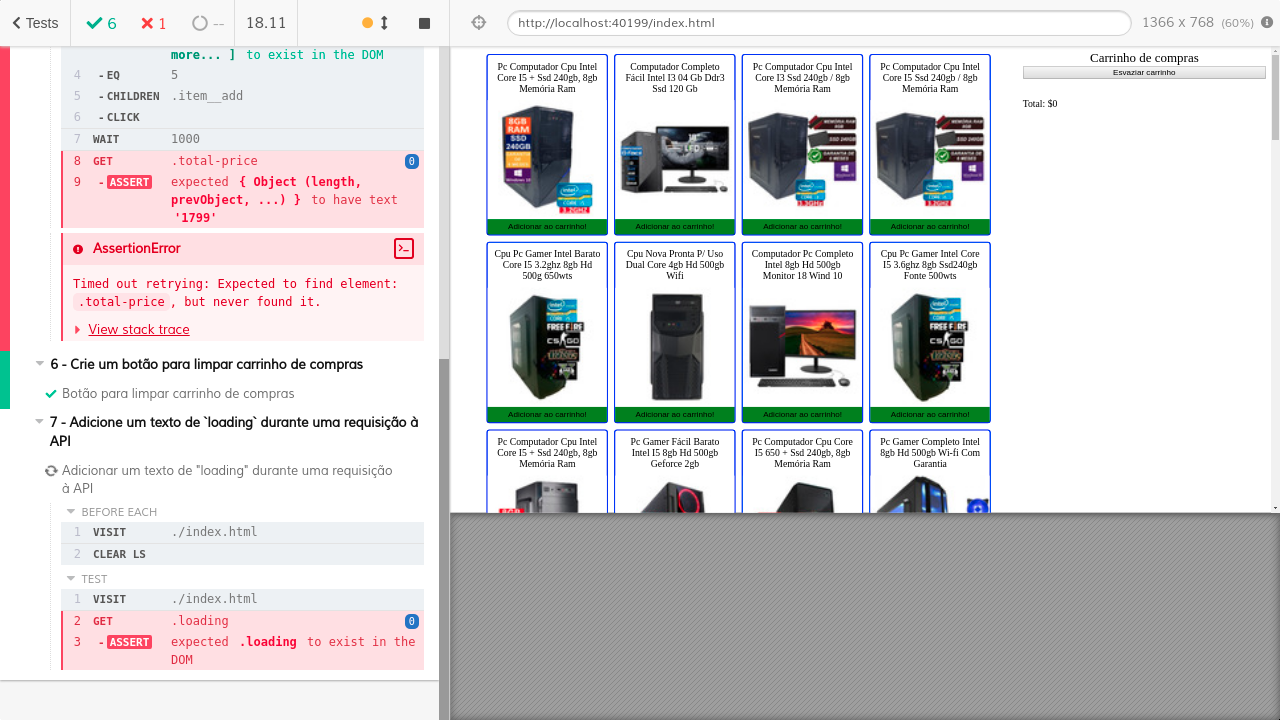 Tests
6
1
--
18.11
http://localhost:40199/index.html
1366 x 768 (60%)
more... ] to exist in the DOM
4 - EQ 5
5 - CHILDREN .item__add
6 - CLICK
7 WAIT 1000
8 GET .total-price 0
9 - ASSERT expected { Object (length,
prevObject, ...) } to have text
'1799'
AssertionError
Timed out retrying: Expected to find element:
.total-price, but never found it.
View stack trace
6 - Crie um botão para limpar carrinho de compras
Botão para limpar carrinho de compras
7 - Adicione um texto de `loading` durante uma requisição à
API
Adicionar um texto de "loading" durante uma requisição
à API
BEFORE EACH
1 VISIT ./index.html
2 CLEAR LS
TEST
1 VISIT ./index.html
2 GET .loading 0
3 - ASSERT expected .loading to exist in the
DOM
Pc Computador Cpu Intel
Core I5 + Ssd 240gb, 8gb
Memória Ram
8GB
RAM
SSD
240GB
Adicionar ao carrinho!
Computador Completo
Fácil Intel I3 04 Gb Ddr3
Ssd 120 Gb
Adicionar ao carrinho!
Pc Computador Cpu Intel
Core I3 Ssd 240gb / 8gb
Memória Ram
Adicionar ao carrinho!
Pc Computador Cpu Intel
Core I5 Ssd 240gb / 8gb
Memória Ram
Adicionar ao carrinho!
Cpu Pc Gamer Intel Barato
Core I5 3.2ghz 8gb Hd
500g 650wts
FREE FIRE
CS:GO
Adicionar ao carrinho!
Cpu Nova Pronta P/ Uso
Dual Core 4gb Hd 500gb
Wifi
Adicionar ao carrinho!
Computador Pc Completo
Intel 8gb Hd 500gb
Monitor 18 Wind 10
Adicionar ao carrinho!
Cpu Pc Gamer Intel Core
I5 3.6ghz 8gb Ssd240gb
Fonte 500wts
FREE FIRE
CS:GO
Adicionar ao carrinho!
Pc Computador Cpu Intel
Core I5 + Ssd 240gb, 8gb
Memória Ram
Pc Gamer Fácil Barato
Intel I5 8gb Hd 500gb
Geforce 2gb
Pc Computador Cpu Core
I5 650 + Ssd 240gb, 8gb
Memória Ram
Pc Gamer Completo Intel
8gb Hd 500gb Wi-fi Com
Garantia
Carrinho de compras
Esvaziar carrinho
Total: $0